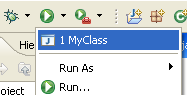 Hie
1 MyClass
Run As
Run...
oject